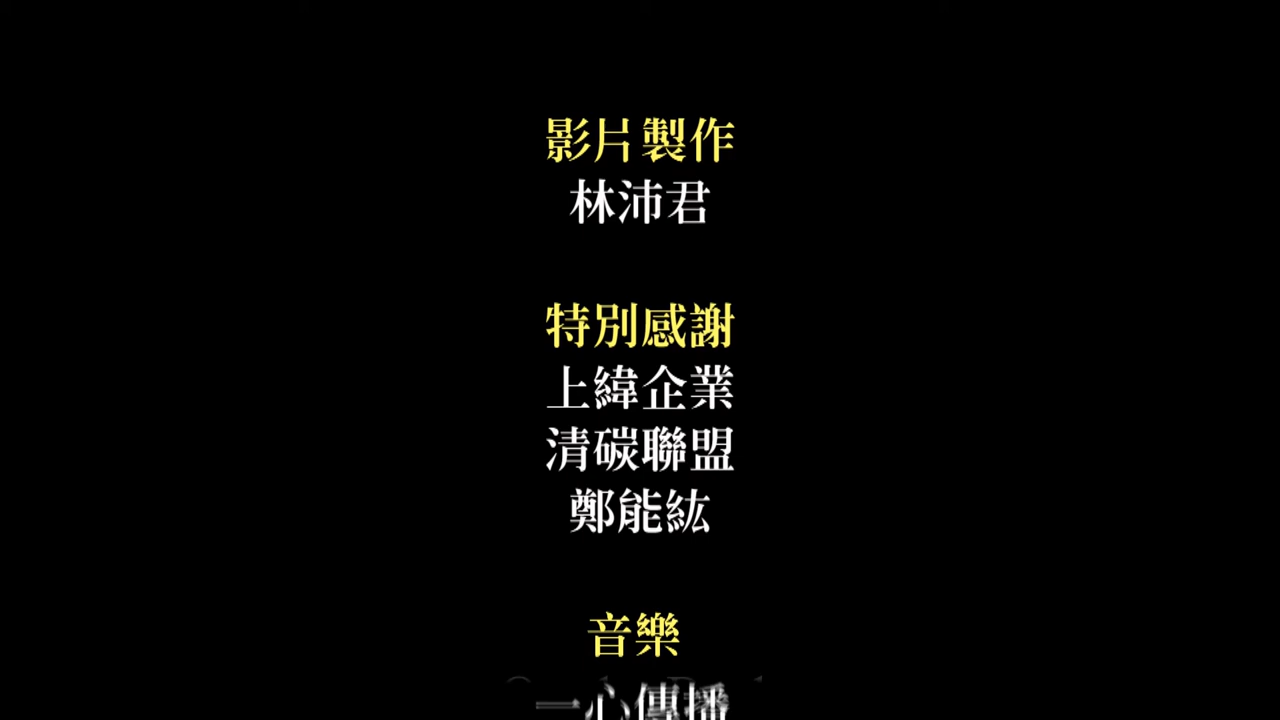 影片製作
林沛君
特別感謝
上緯企業
清碳聯盟
鄭能紘
音樂
一心傳播